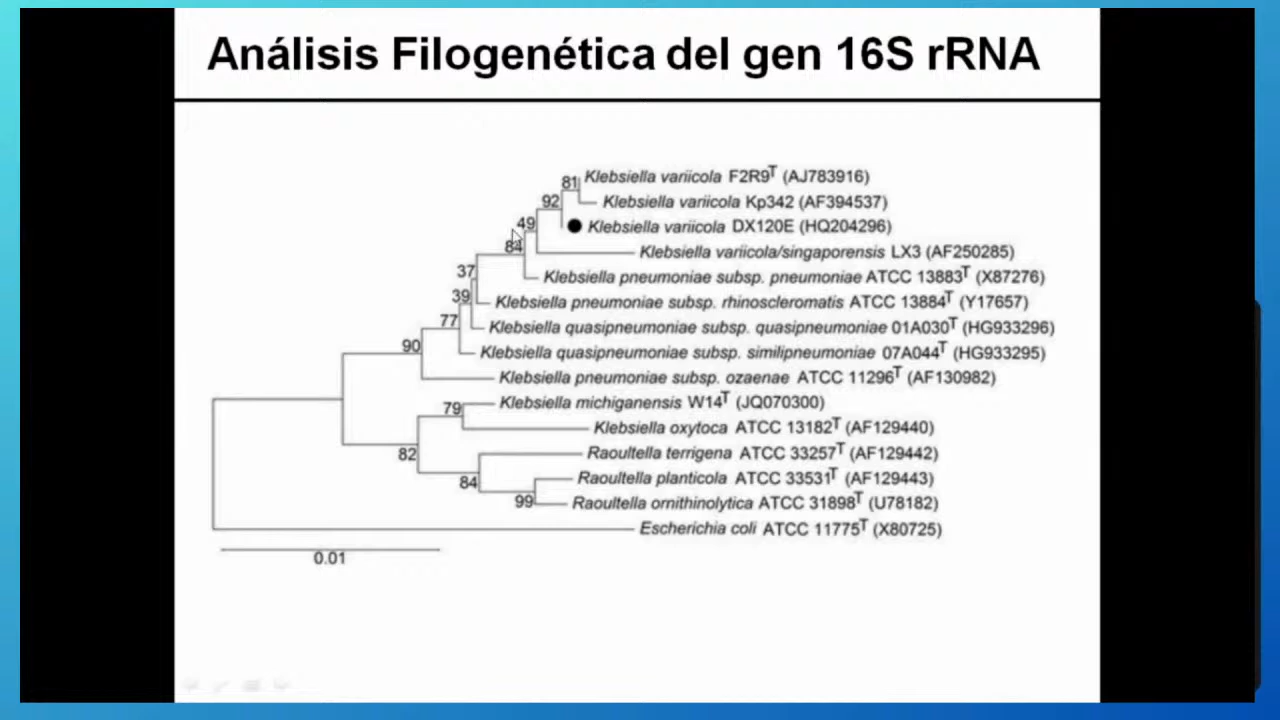 Análisis Filogenética del gen 16S rRNA
81 Klebsiella variicola F2R9T (AJ783916)
92 Klebsiella variicola Kp342 (AF394537)
49 Klebsiella variicola DX120E (HQ204296)
84 Klebsiella variicola/singaporensis LX3 (AF250285)
37 Klebsiella pneumoniae subsp. pneumoniae ATCC 13883T (X87276)
39 Klebsiella pneumoniae subsp. rhinoscleromatis ATCC 13884T (Y17657)
77 Klebsiella quasipneumoniae subsp. quasipneumoniae 01A030T (HG933296)
90 Klebsiella quasipneumoniae subsp. similipneumoniae 07A044T (HG933295)
Klebsiella pneumoniae subsp. ozaenae ATCC 11296T (AF130982)
79 Klebsiella michiganensis W14T (JQ070300)
Klebsiella oxytoca ATCC 13182T (AF129440)
82 Raoultella terrigena ATCC 33257T (AF129442)
84 Raoultella planticola ATCC 33531T (AF129443)
99 Raoultella ornithinolytica ATCC 31898T (U78182)
Escherichia coli ATCC 11775T (X80725)
0.01